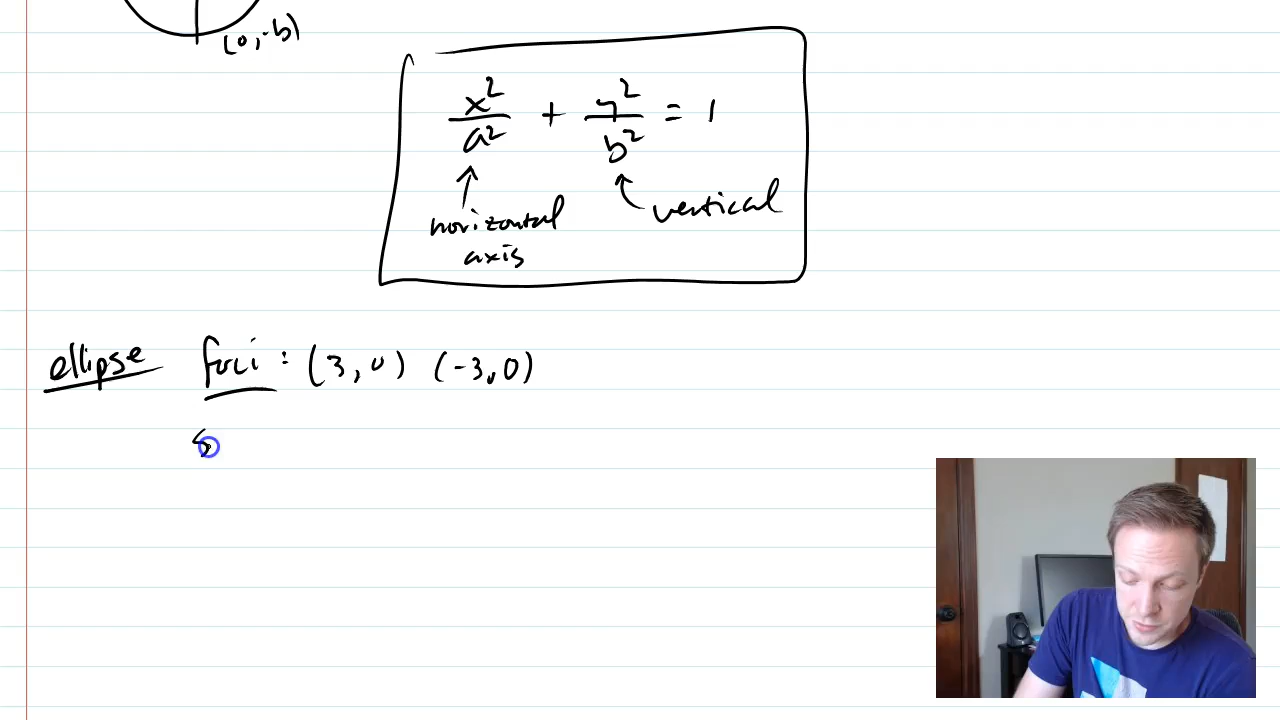 (0,-b)
x²/a² + y²/b² = 1
horizontal axis
vertical
ellipse foci : (3,0) (-3,0)
s